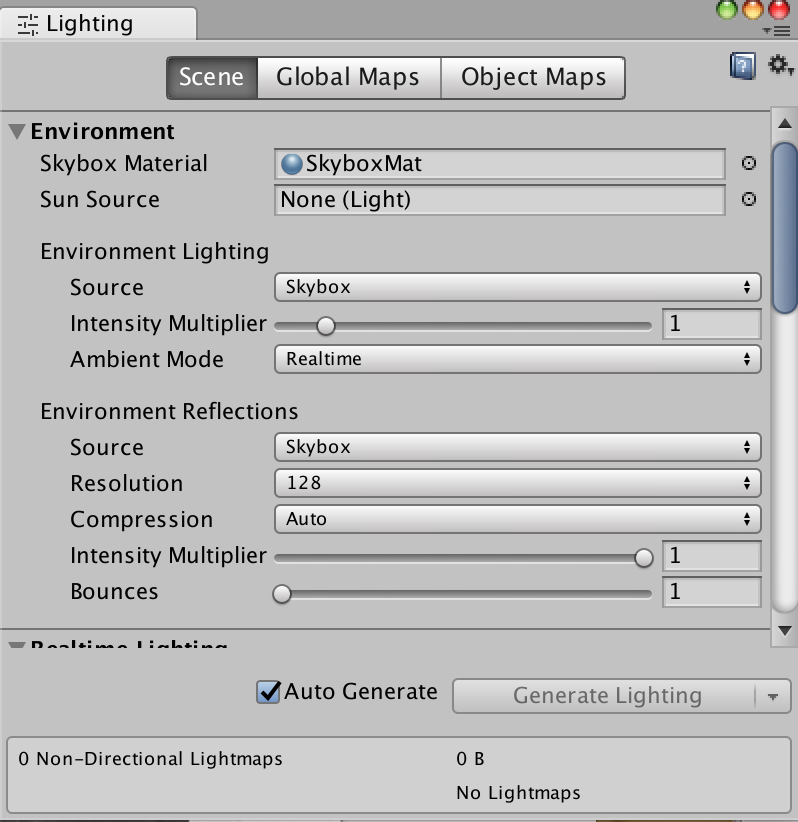 Lighting
Scene Global Maps Object Maps
Environment
Skybox Material SkyboxMat
Sun Source None (Light)
Environment Lighting
Source Skybox
Intensity Multiplier 1
Ambient Mode Realtime
Environment Reflections
Source Skybox
Resolution 128
Compression Auto
Intensity Multiplier 1
Bounces 1
Realtime Lighting
Auto Generate Generate Lighting
0 Non-Directional Lightmaps 0 B
No Lightmaps